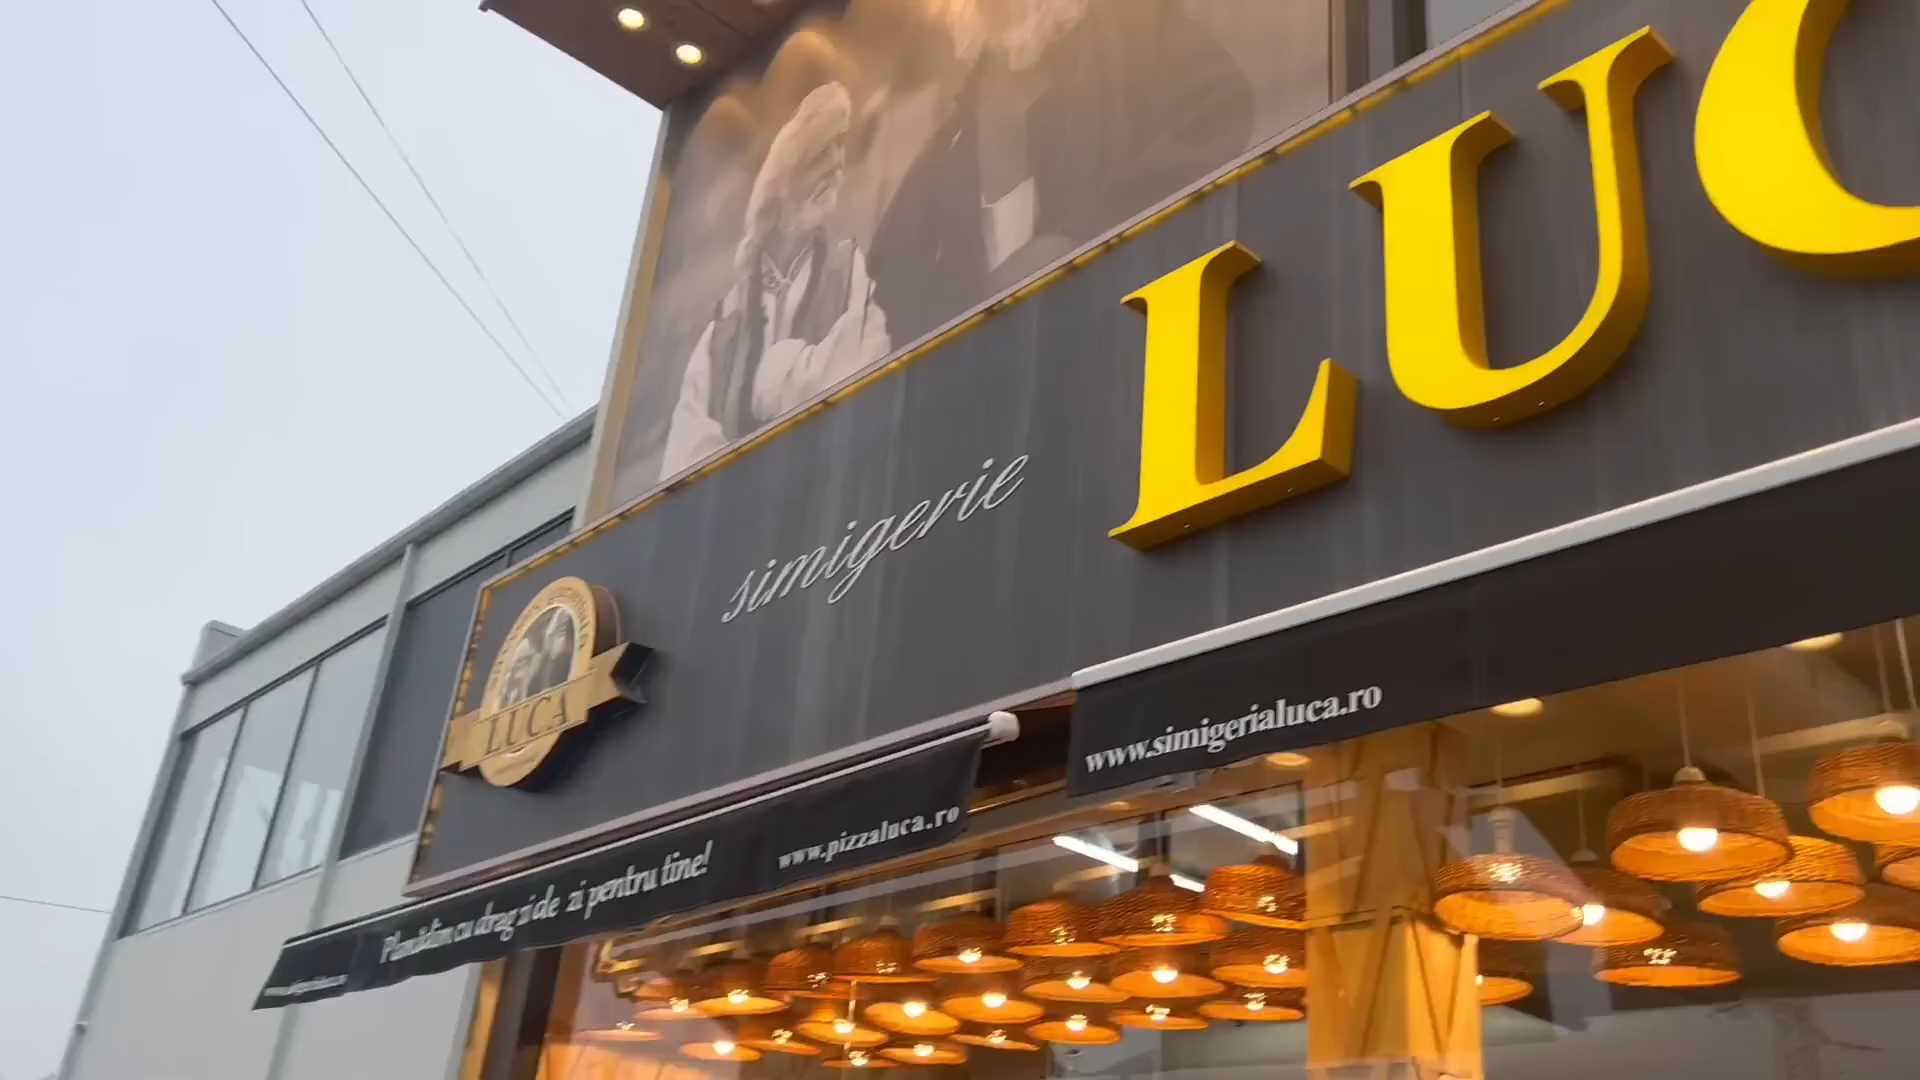 simigerie
LUC
LUCA
www.simigerialuca.ro
www.pizzaluca.ro
Plămădim cu drag zi de zi pentru tine!